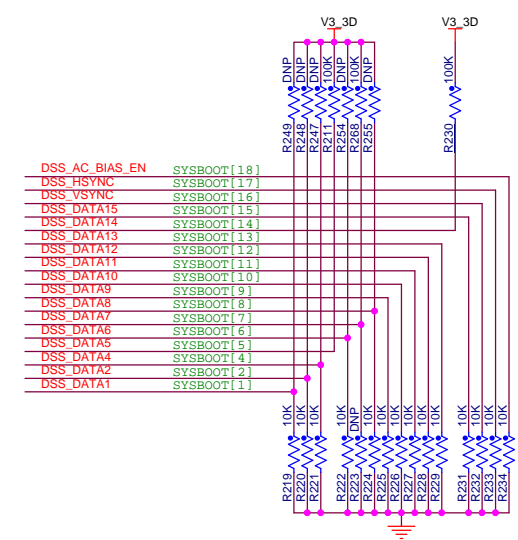 V3_3D V3_3D
DNP DNP DNP 100K DNP 100K DNP 100K
R249 R248 R247 R211 R254 R268 R255 R230
DSS_AC_BIAS_EN SYSBOOT[18]
DSS_HSYNC SYSBOOT[17]
DSS_VSYNC SYSBOOT[16]
DSS_DATA15 SYSBOOT[15]
DSS_DATA14 SYSBOOT[14]
DSS_DATA13 SYSBOOT[13]
DSS_DATA12 SYSBOOT[12]
DSS_DATA11 SYSBOOT[11]
DSS_DATA10 SYSBOOT[10]
DSS_DATA9 SYSBOOT[9]
DSS_DATA8 SYSBOOT[8]
DSS_DATA7 SYSBOOT[7]
DSS_DATA6 SYSBOOT[6]
DSS_DATA5 SYSBOOT[5]
DSS_DATA4 SYSBOOT[4]
DSS_DATA2 SYSBOOT[2]
DSS_DATA1 SYSBOOT[1]
10K 10K 10K 10K DNP 10K 10K 10K 10K 10K 10K 10K 10K 10K 10K
R219 R220 R221 R222 R223 R224 R225 R226 R227 R228 R229 R231 R232 R233 R234